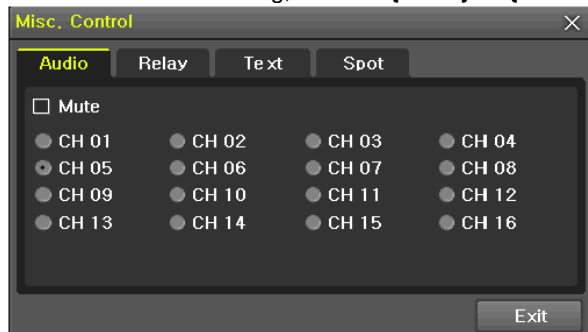 Misc. Control
Audio Relay Text Spot
Mute
CH 01 CH 02 CH 03 CH 04
CH 05 CH 06 CH 07 CH 08
CH 09 CH 10 CH 11 CH 12
CH 13 CH 14 CH 15 CH 16
Exit